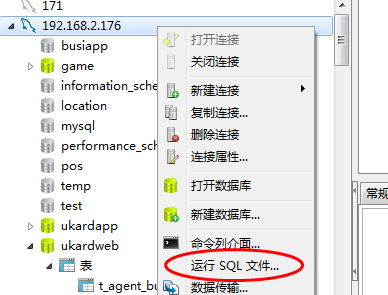 171
192.168.2.176
busiapp
game
information_sche
location
mysql
performance_sch
pos
temp
test
ukardapp
ukardweb
表
t_agent_bu
打开连接
关闭连接
新建连接
复制连接...
删除连接
连接属性...
打开数据库
新建数据库...
命令列介面...
运行 SQL 文件...
数据传输...
常规